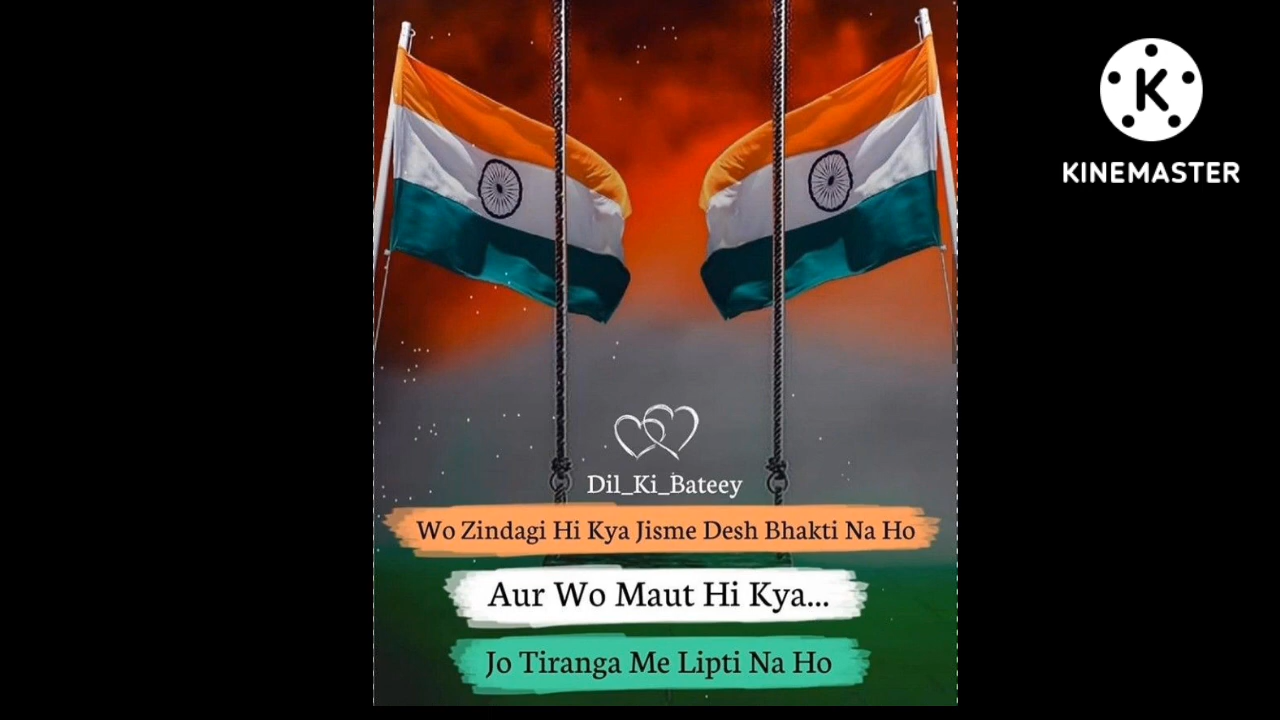 K
KINEMASTER
Dil_Ki_Bateey
Wo Zindagi Hi Kya Jisme Desh Bhakti Na Ho
Aur Wo Maut Hi Kya...
Jo Tiranga Me Lipti Na Ho